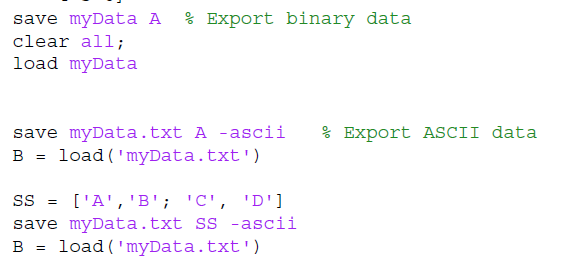 save myData A  % Export binary data
clear all;
load myData
save myData.txt A -ascii   % Export ASCII data
B = load('myData.txt')
SS = ['A','B'; 'C', 'D']
save myData.txt SS -ascii
B = load('myData.txt')